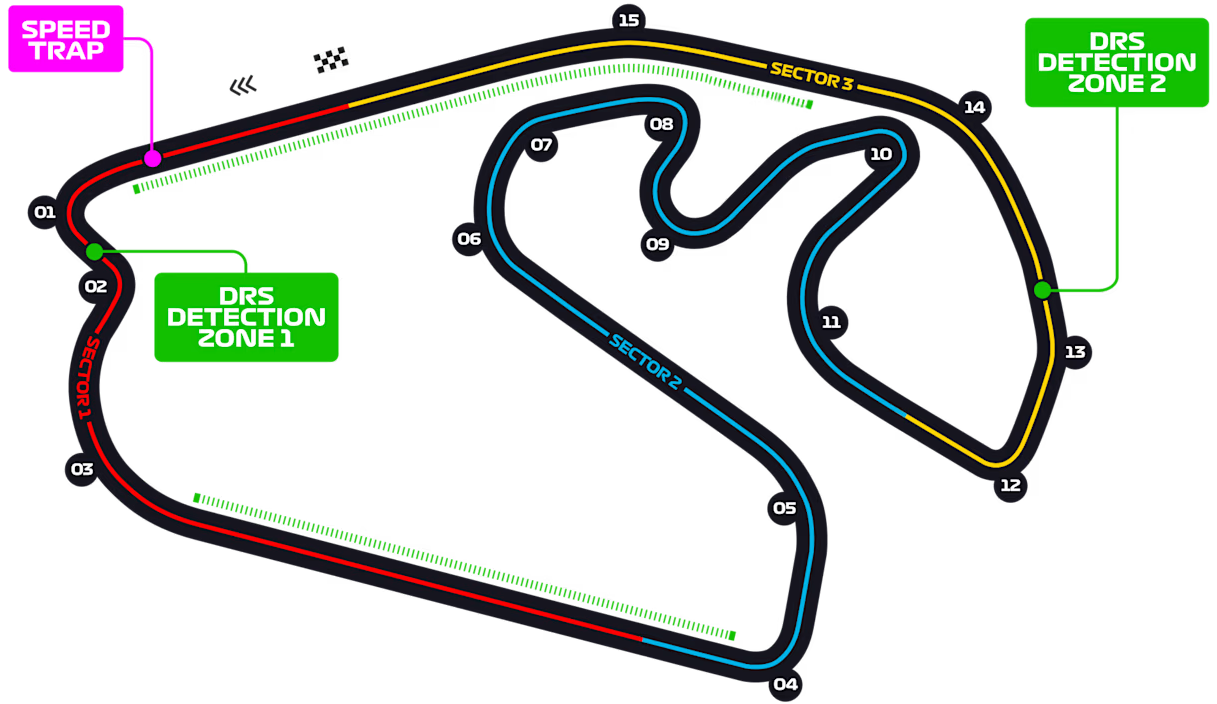 SPEED
TRAP
15
DRS
DETECTION
ZONE 2
SECTOR 3
14
08
07
10
01
06
09
02
DRS
DETECTION
ZONE 1
11
13
SECTOR 1
SECTOR 2
03
12
05
04